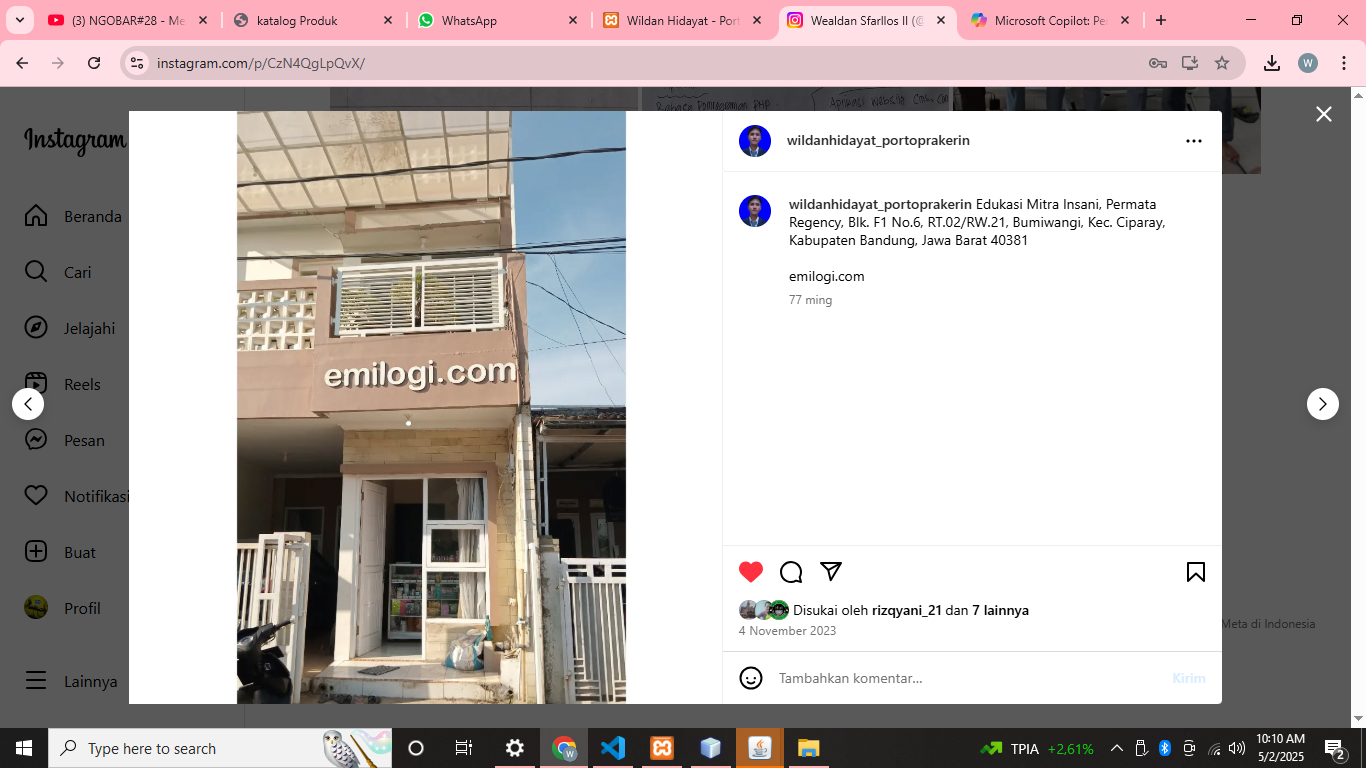 (3) NGOBAR#28 - Me
katalog Produk
WhatsApp
Wildan Hidayat - Port
Wealdan Sfarllos II (@
Microsoft Copilot: Pe
instagram.com/p/CzN4QgLpQvX/
W
Instagram
Beranda
Cari
Jelajahi
Reels
Pesan
Notifikasi
Buat
Profil
Lainnya
emilogi.com
wildanhidayat_portoprakerin
wildanhidayat_portoprakerin Edukasi Mitra Insani, Permata
Regency, Blk. F1 No.6, RT.02/RW.21, Bumiwangi, Kec. Ciparay,
Kabupaten Bandung, Jawa Barat 40381
emilogi.com
77 ming
Disukai oleh rizqyani_21 dan 7 lainnya
4 November 2023
Tambahkan komentar...
Kirim
Meta di Indonesia
Type here to search
W
TPIA +2,61%
10:10 AM
5/2/2025
2